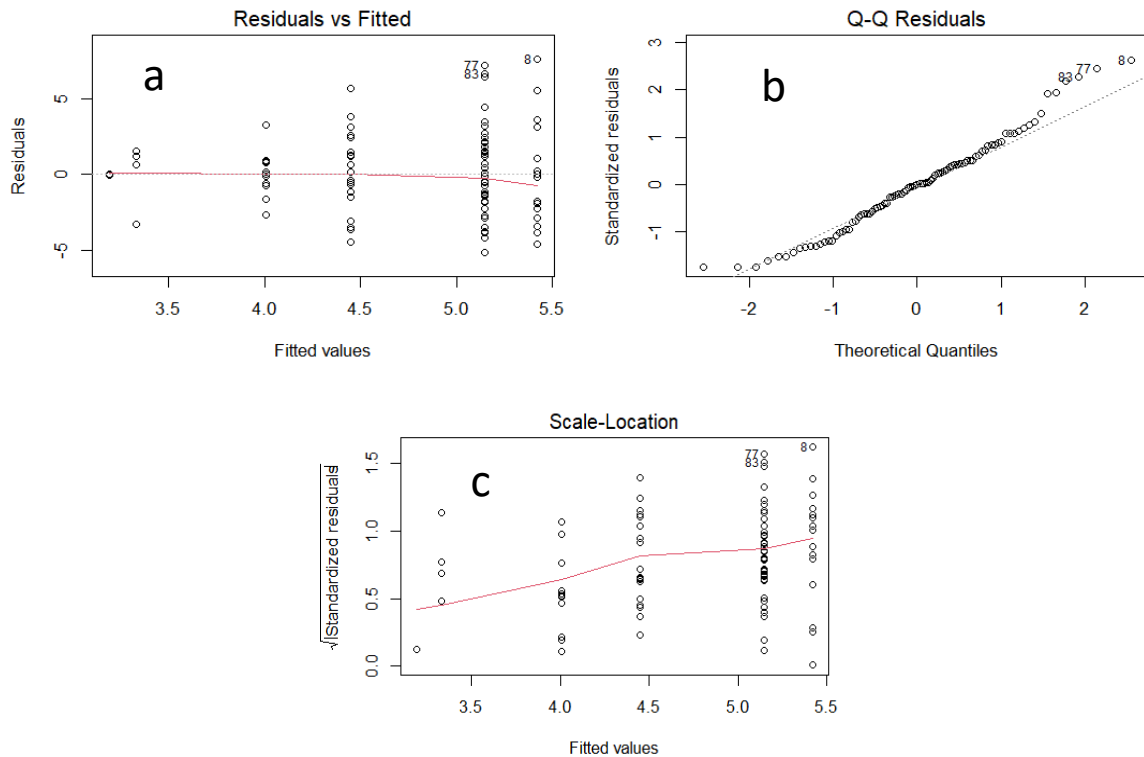 Residuals vs Fitted
a
Residuals
5
0
-5
77
83
8
3.5 4.0 4.5 5.0 5.5
Fitted values
Q-Q Residuals
b
Standardized residuals
3
2
1
0
-1
83 77 8
-2 -1 0 1 2
Theoretical Quantiles
Scale-Location
c
√|Standardized residuals|
1.5
1.0
0.5
0.0
77
83
8
3.5 4.0 4.5 5.0 5.5
Fitted values